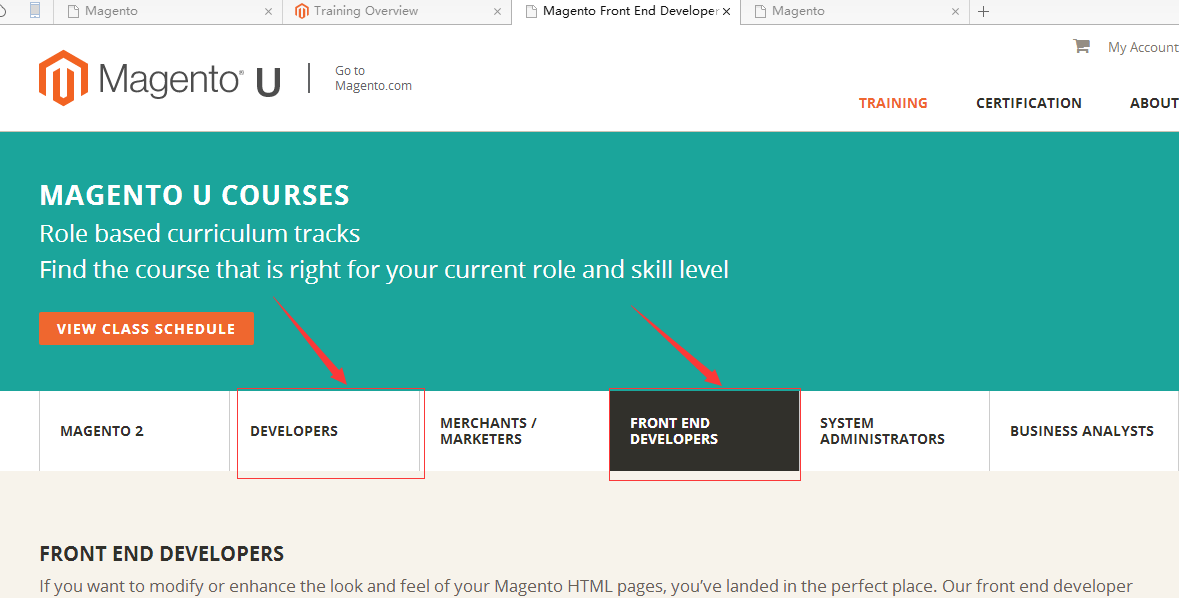 Magento
Training Overview
Magento Front End Developer
Magento
Magento® U
Go to
Magento.com
My Account
TRAINING
CERTIFICATION
ABOUT
MAGENTO U COURSES
Role based curriculum tracks
Find the course that is right for your current role and skill level
VIEW CLASS SCHEDULE
MAGENTO 2
DEVELOPERS
MERCHANTS /
MARKETERS
FRONT END
DEVELOPERS
SYSTEM
ADMINISTRATORS
BUSINESS ANALYSTS
FRONT END DEVELOPERS
If you want to modify or enhance the look and feel of your Magento HTML pages, you’ve landed in the perfect place. Our front end developer